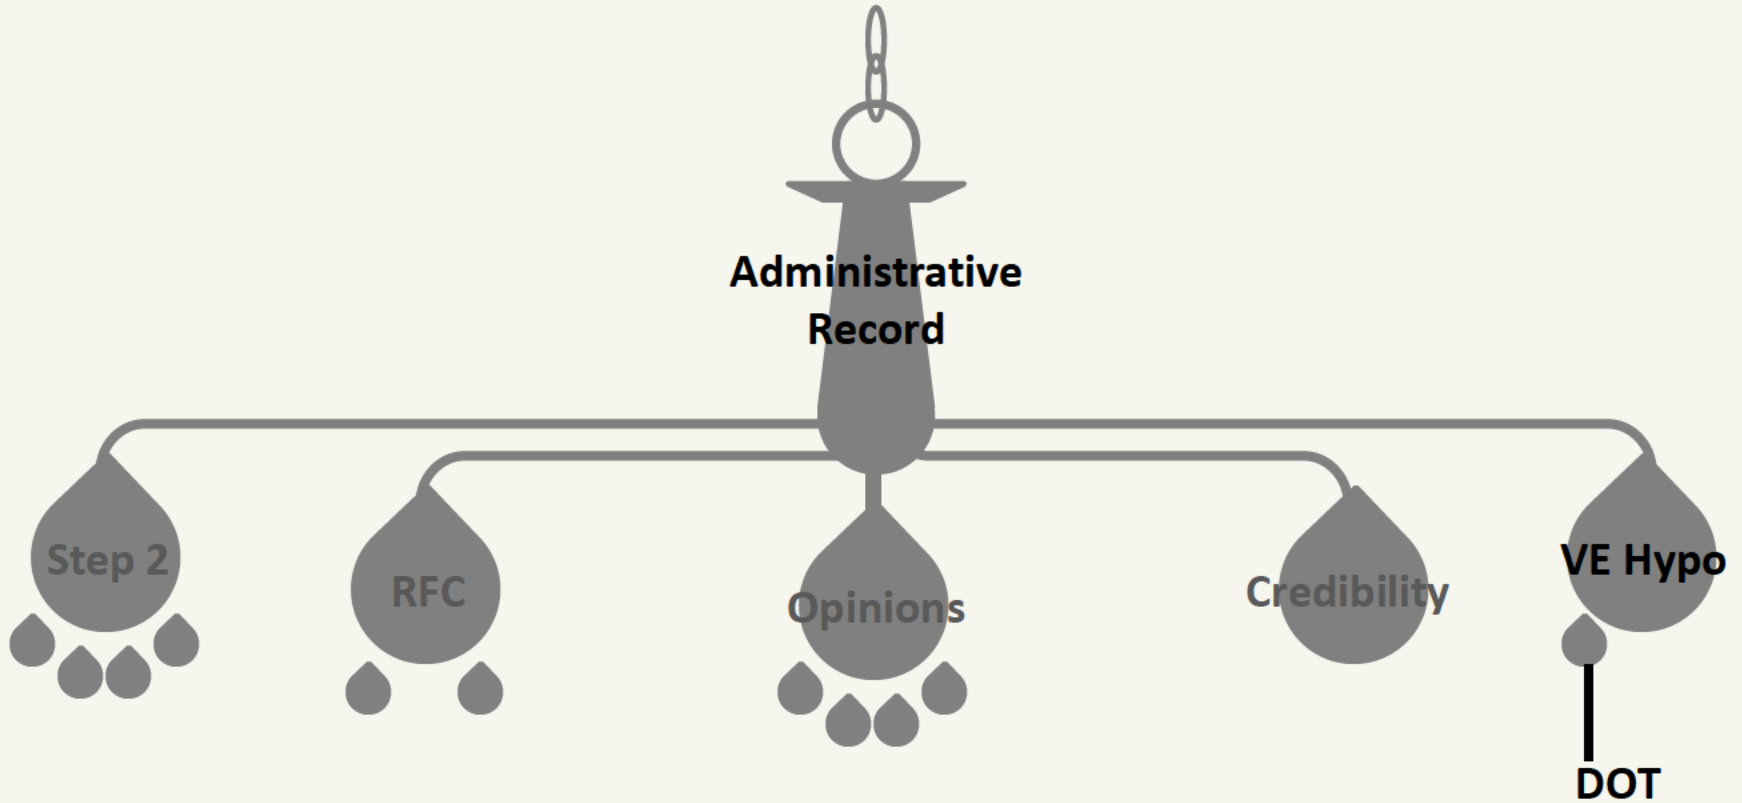 Administrative
Record
Step 2
RFC
Opinions
Credibility
VE Hypo
DOT